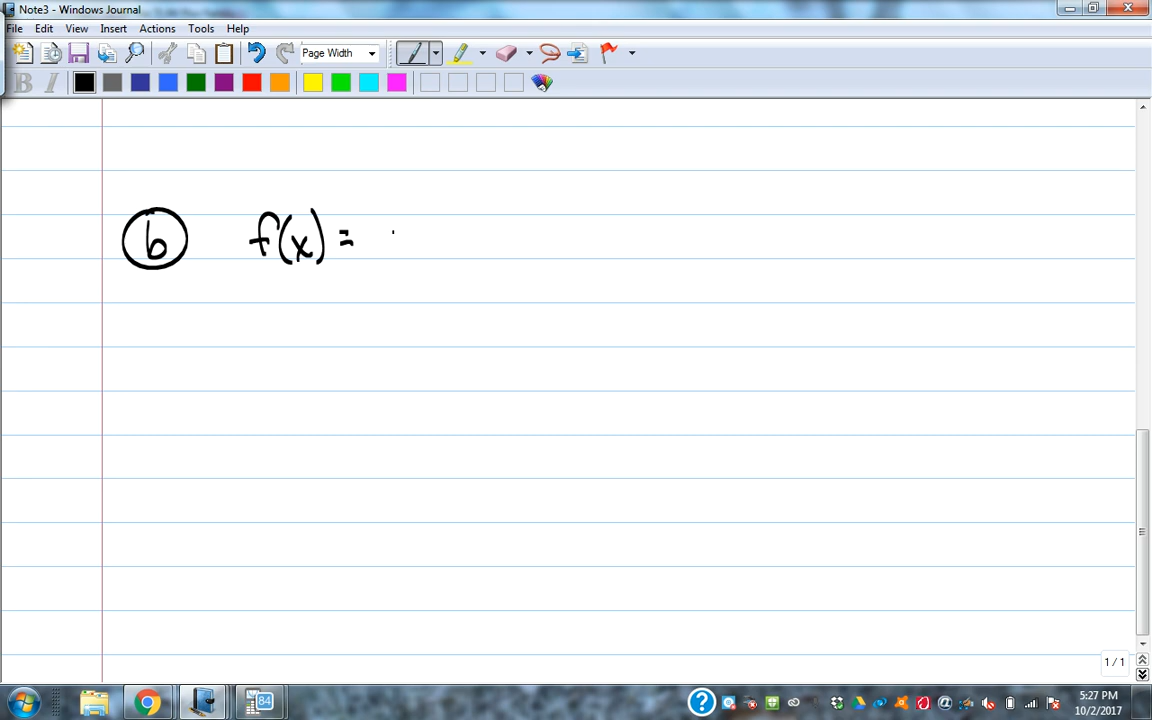 Note3 - Windows Journal
File Edit View Insert Actions Tools Help
Page Width
B I
b f(x) =
1 / 1
84
5:27 PM
10/2/2017